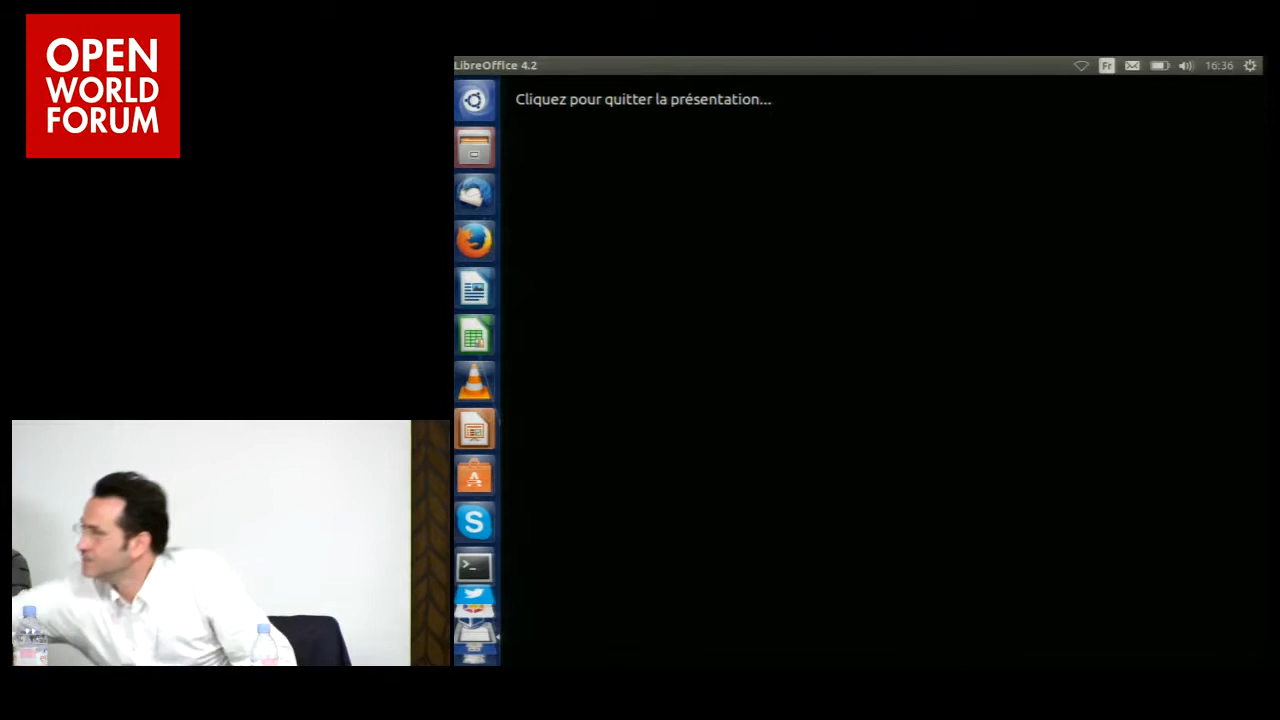 OPEN
WORLD
FORUM
LibreOffice 4.2
Fr
16:36
Cliquez pour quitter la présentation...
S
>_